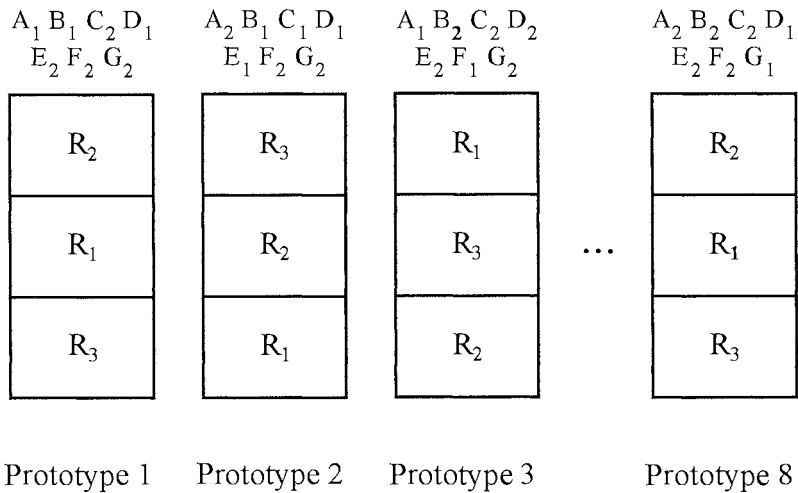 A₁ B₁ C₂ D₁ A₂ B₁ C₁ D₁ A₁ B₂ C₂ D₂ A₂ B₂ C₂ D₁
E₂ F₂ G₂ E₁ F₂ G₂ E₂ F₁ G₂ E₂ F₂ G₁
R₂ R₃ R₁ R₂
R₁ R₂ R₃ ... R₁
R₃ R₁ R₂ R₃
Prototype 1 Prototype 2 Prototype 3 Prototype 8